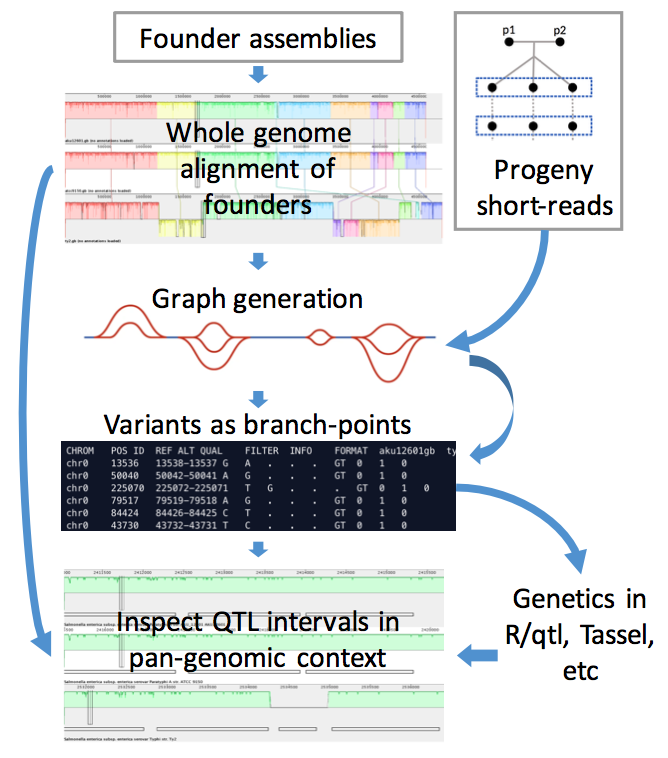 Founder assemblies
p1 p2
Progeny
short-reads
Whole genome
alignment of
founders
Graph generation
Variants as branch-points
CHROM POS ID REF ALT QUAL FILTER INFO FORMAT aku12601gb ty
chr0 13536 13538-13537 G A . . . GT 0 1 0
chr0 50040 50042-50041 A G . . . GT 0 1 0
chr0 225070 225072-225071 T G . . . GT 0 1 0
chr0 79517 79519-79518 A G . . . GT 0 1 0
chr0 84424 84426-84425 C T . . . GT 0 1 0
chr0 43730 43732-43731 T C . . . GT 0 1 0
Genetics in
R/qtl, Tassel,
etc
Inspect QTL intervals in
pan-genomic context